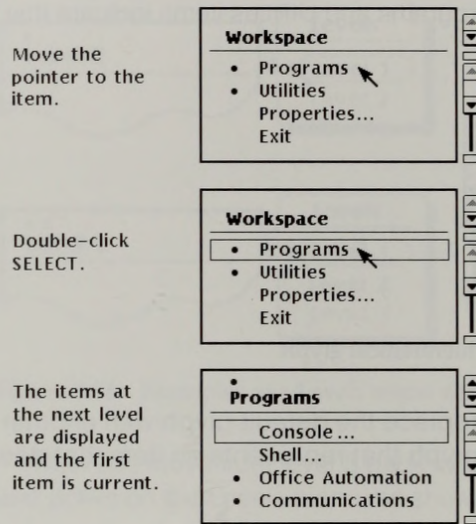 Move the
pointer to the
item.
Workspace
• Programs
• Utilities
Properties...
Exit
Double-click
SELECT.
Workspace
• Programs
• Utilities
Properties...
Exit
The items at
the next level
are displayed
and the first
item is current.
Programs
Console...
Shell...
• Office Automation
• Communications